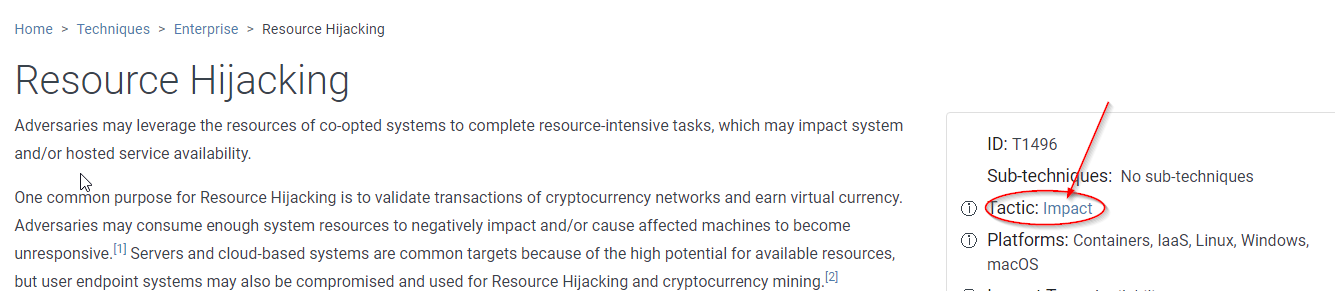 Home > Techniques > Enterprise > Resource Hijacking
Resource Hijacking
Adversaries may leverage the resources of co-opted systems to complete resource-intensive tasks, which may impact system
and/or hosted service availability.
One common purpose for Resource Hijacking is to validate transactions of cryptocurrency networks and earn virtual currency.
Adversaries may consume enough system resources to negatively impact and/or cause affected machines to become
unresponsive.[1] Servers and cloud-based systems are common targets because of the high potential for available resources,
but user endpoint systems may also be compromised and used for Resource Hijacking and cryptocurrency mining.[2]
ID: T1496
Sub-techniques: No sub-techniques
Tactic: Impact
Platforms: Containers, IaaS, Linux, Windows,
macOS